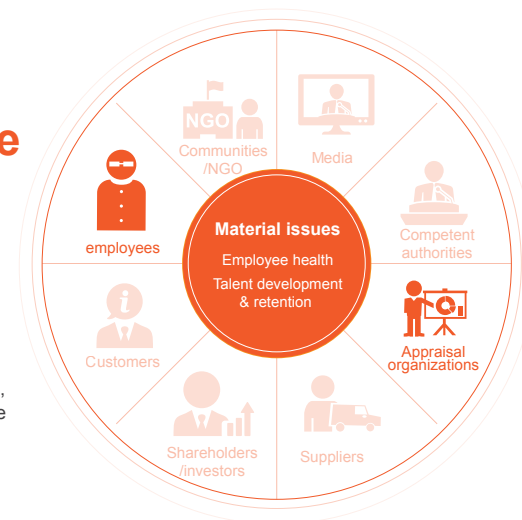 e
NGO
Communities
/NGO
Media
employees
Material issues
Employee health
Talent development
& retention
Competent
authorities
Customers
Appraisal
organizations
,
e
Shareholders
/investors
Suppliers